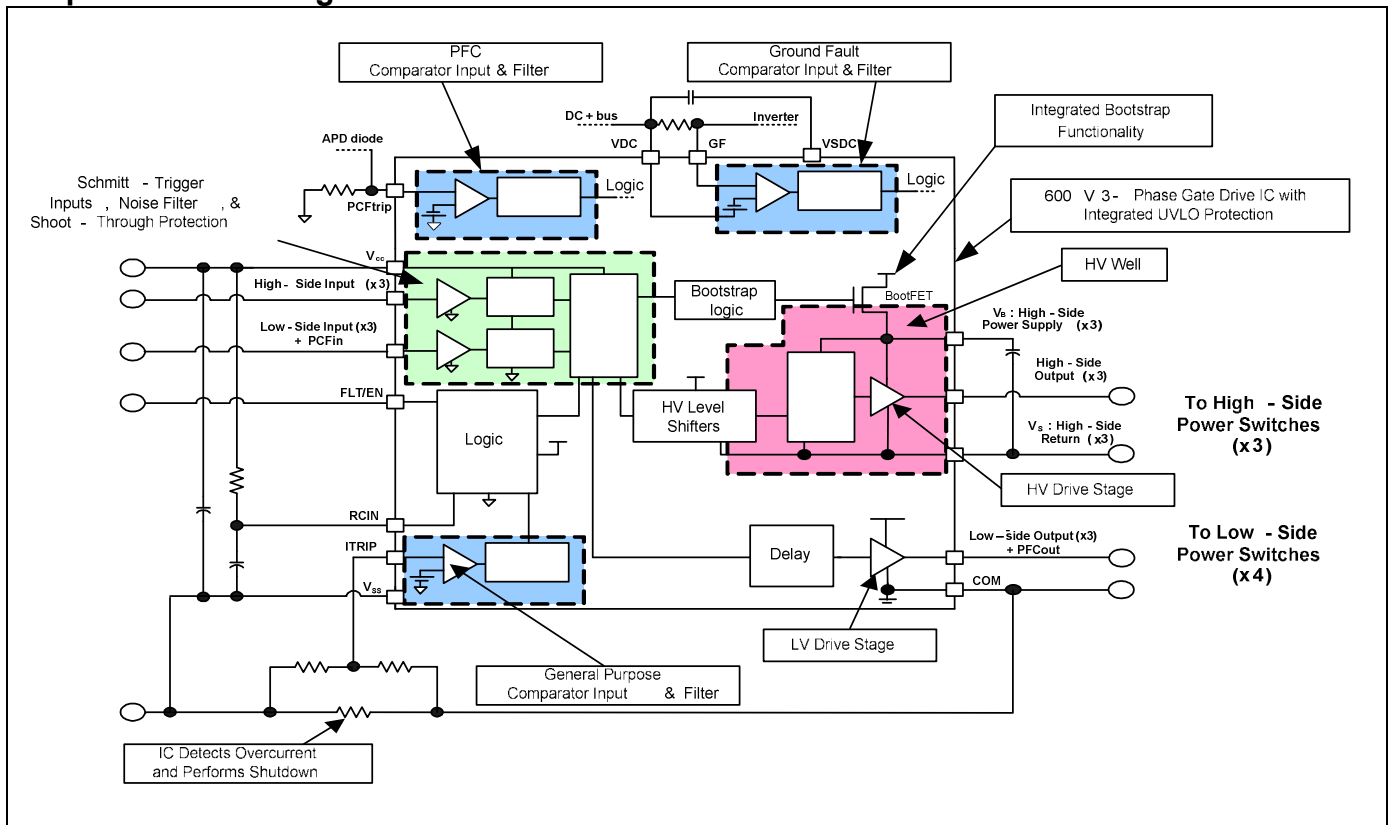 PFC
Comparator Input & Filter
Ground Fault
Comparator Input & Filter
Integrated Bootstrap
Functionality
DC + bus
Inverter
APD diode
VDC
GF
VSDC
Schmitt - Trigger
Inputs , Noise Filter , &
Shoot - Through Protection
PCFtrip
Logic
Logic
600 V 3 - Phase Gate Drive IC with
Integrated UVLO Protection
HV Well
Vcc
High - Side Input (x3)
Bootstrap
logic
BootFET
VB : High - Side
Power Supply (x3)
Low - Side Input (x3)
+ PCFin
High - Side
Output (x3)
FLT/EN
HV Level
Shifters
To High - Side
Power Switches
(x3)
Logic
VS : High - Side
Return (x3)
HV Drive Stage
RCIN
ITRIP
Delay
Low – side Output (x3)
+ PFCout
To Low - Side
Power Switches
(x4)
COM
Vss
LV Drive Stage
General Purpose
Comparator Input & Filter
IC Detects Overcurrent
and Performs Shutdown